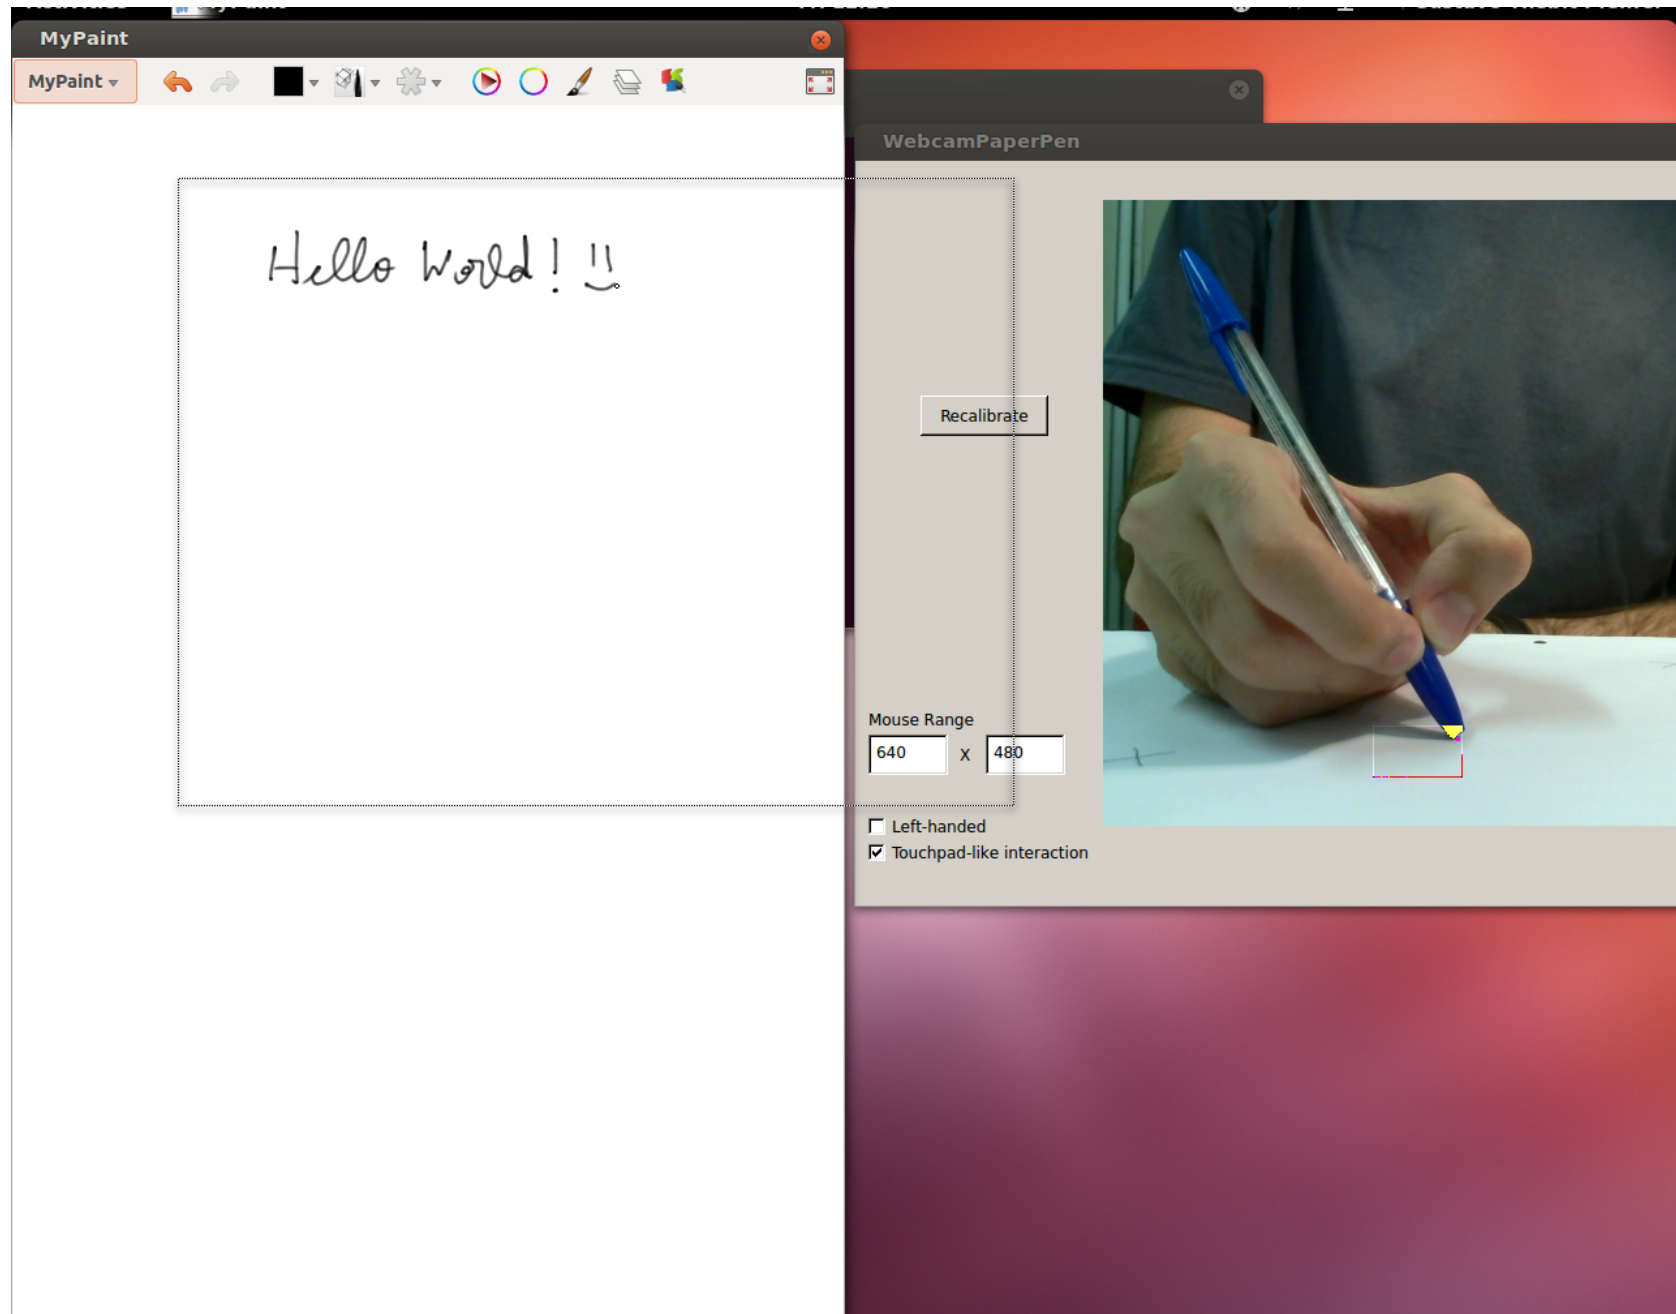 MyPaint
MyPaint
Hello World! !!
WebcamPaperPen
Recalibrate
Mouse Range
640 X 480
Left-handed
Touchpad-like interaction